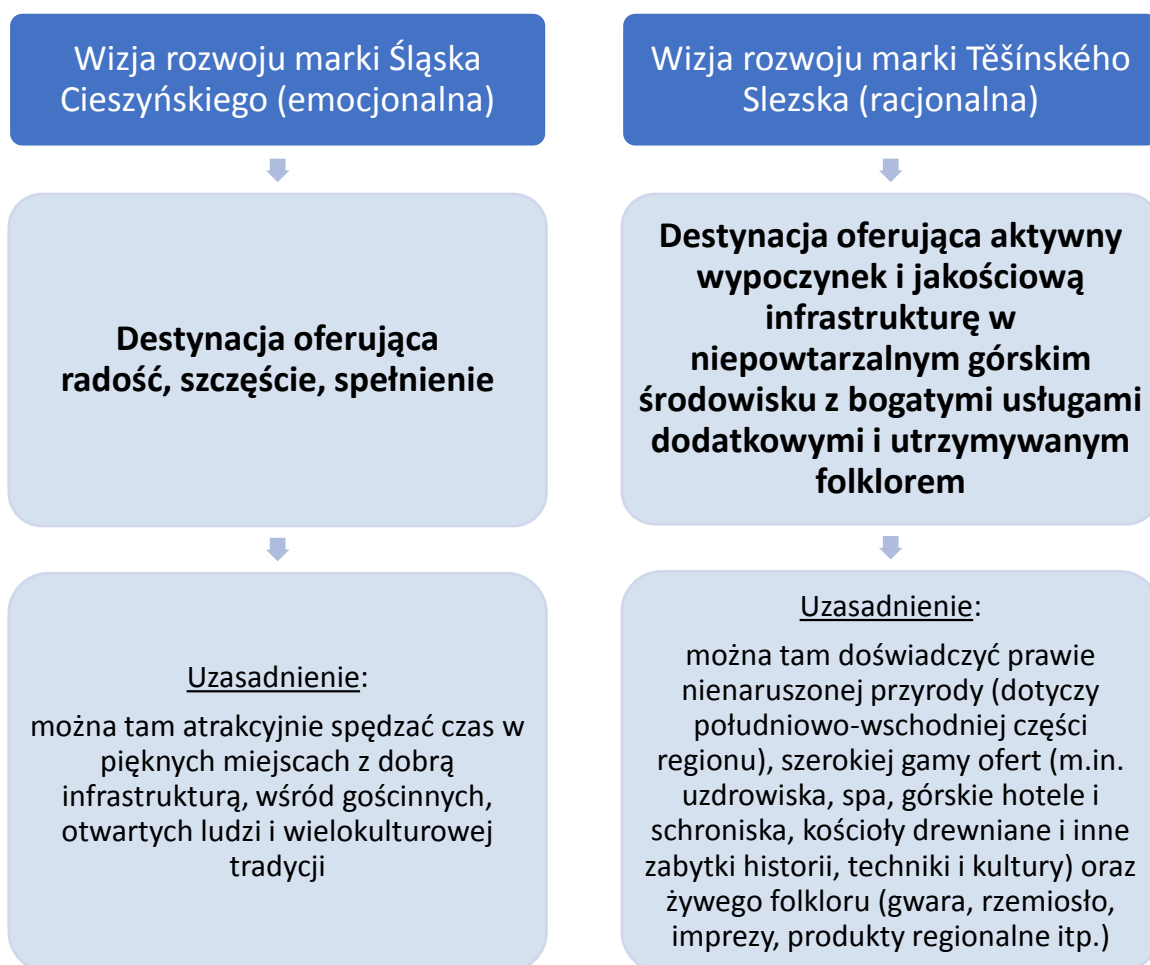 Wizja rozwoju marki Śląska
Cieszyńskiego (emocjonalna)
Destynacja oferująca
radość, szczęście, spełnienie
Uzasadnienie:
można tam atrakcyjnie spędzać czas w
pięknych miejscach z dobrą
infrastrukturą, wśród gościnnych,
otwartych ludzi i wielokulturowej
tradycji
Wizja rozwoju marki Těšínského
Slezska (racjonalna)
Destynacja oferująca aktywny
wypoczynek i jakościową
infrastrukturę w
niepowtarzalnym górskim
środowisku z bogatymi usługami
dodatkowymi i utrzymywanym
folklorem
Uzasadnienie:
można tam doświadczyć prawie
nienaruszonej przyrody (dotyczy
południowo-wschodniej części
regionu), szerokiej gamy ofert (m.in.
uzdrowiska, spa, górskie hotele i
schroniska, kościoły drewniane i inne
zabytki historii, techniki i kultury) oraz
żywego folkloru (gwara, rzemiosło,
imprezy, produkty regionalne itp.)